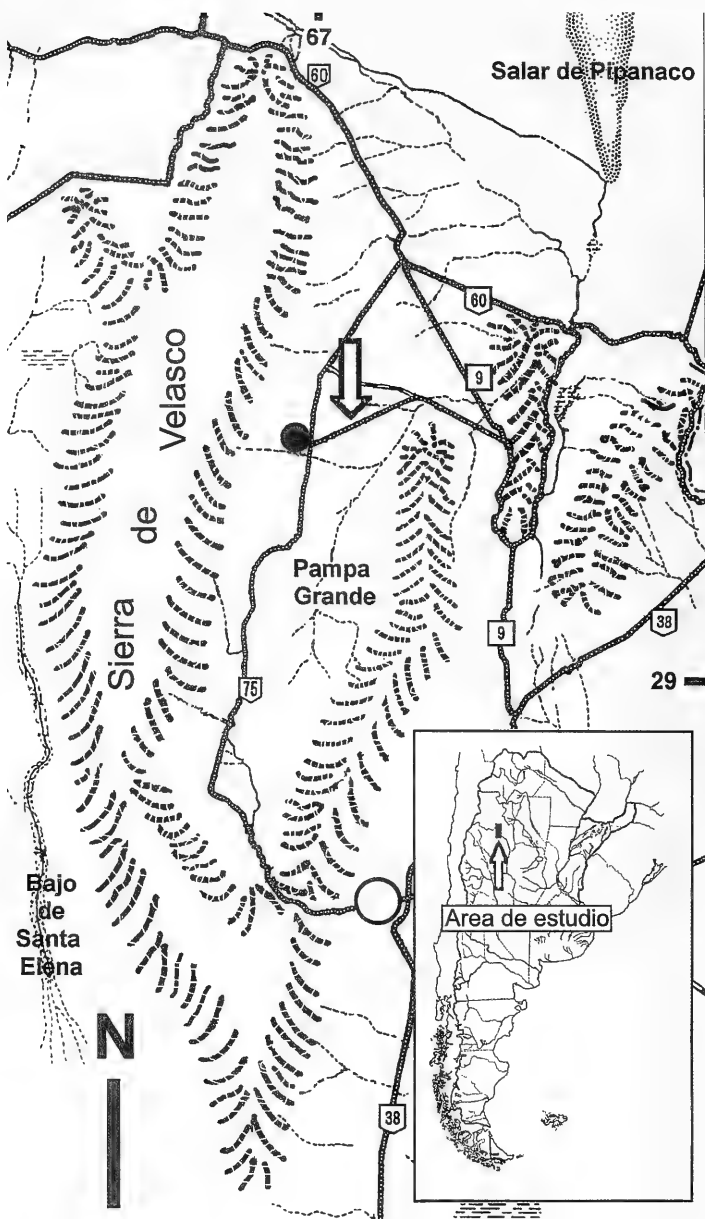 67
60
Salar de Pipanaco
60
9
Sierra de Velasco
Pampa
Grande
9
38
75
29
Bajo
de
Santa
Elena
Area de estudio
N
38